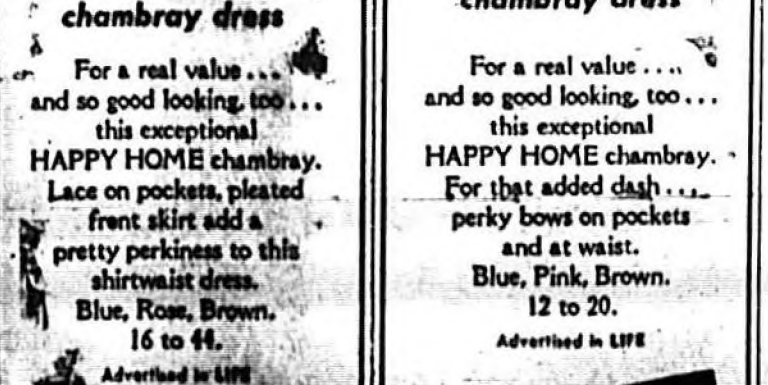 chambray dress
For a real value...
and so good looking, too...
this exceptional
HAPPY HOME chambray.
Lace on pockets, pleated
front skirt add a
pretty perkiness to this
shirtwaist dress.
Blue, Rose, Brown.
16 to 44.
Advertised in LIFE
chambray dress
For a real value....
and so good looking, too...
this exceptional
HAPPY HOME chambray.
For that added dash...
perky bows on pockets
and at waist.
Blue, Pink, Brown.
12 to 20.
Advertised in LIFE